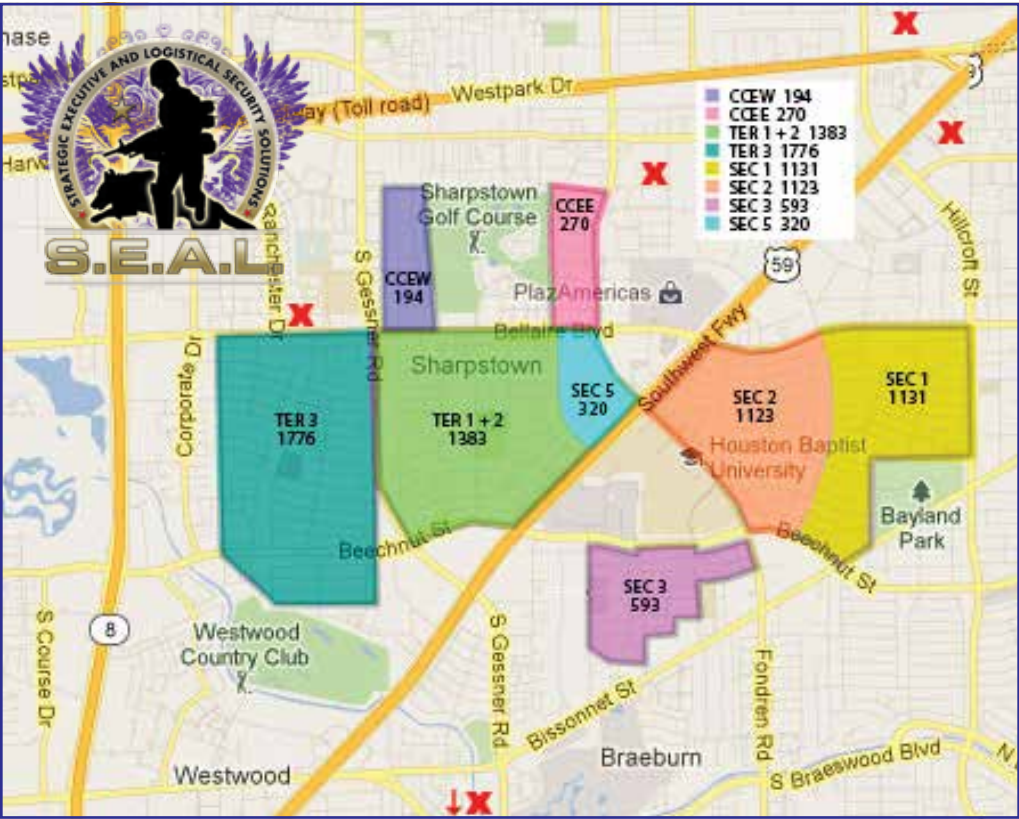 hase
STRATEGIC EXECUTIVE AND LOGISTICAL SECURITY SOLUTIONS
S.E.A.L.
way (Toll road)
Westpark Dr
CCEW 194
CCEE 270
TER 1 + 2 1383
TER 3 1776
SEC 1 1131
SEC 2 1123
SEC 3 593
SEC 5 320
X
X
X
X
Harw
Ranchester Dr
S Gessner Rd
Sharpstown
Golf Course
CCEE
270
CCEW
194
PlazAmericas
59
Hillcroft St
Bellaire Blvd
Southwest Fwy
Corporate Dr
Sharpstown
TER 3
1776
TER 1 + 2
1383
SEC 5
320
SEC 2
1123
SEC 1
1131
Houston Baptist
University
Bayland
Park
Beechnut St
Beechnut St
SEC 3
593
8
S Course Dr
Westwood
Country Club
S Gessner Rd
Bissonnet St
Fondren Rd
Braeburn
S Braeswood Blvd
N
Westwood
X